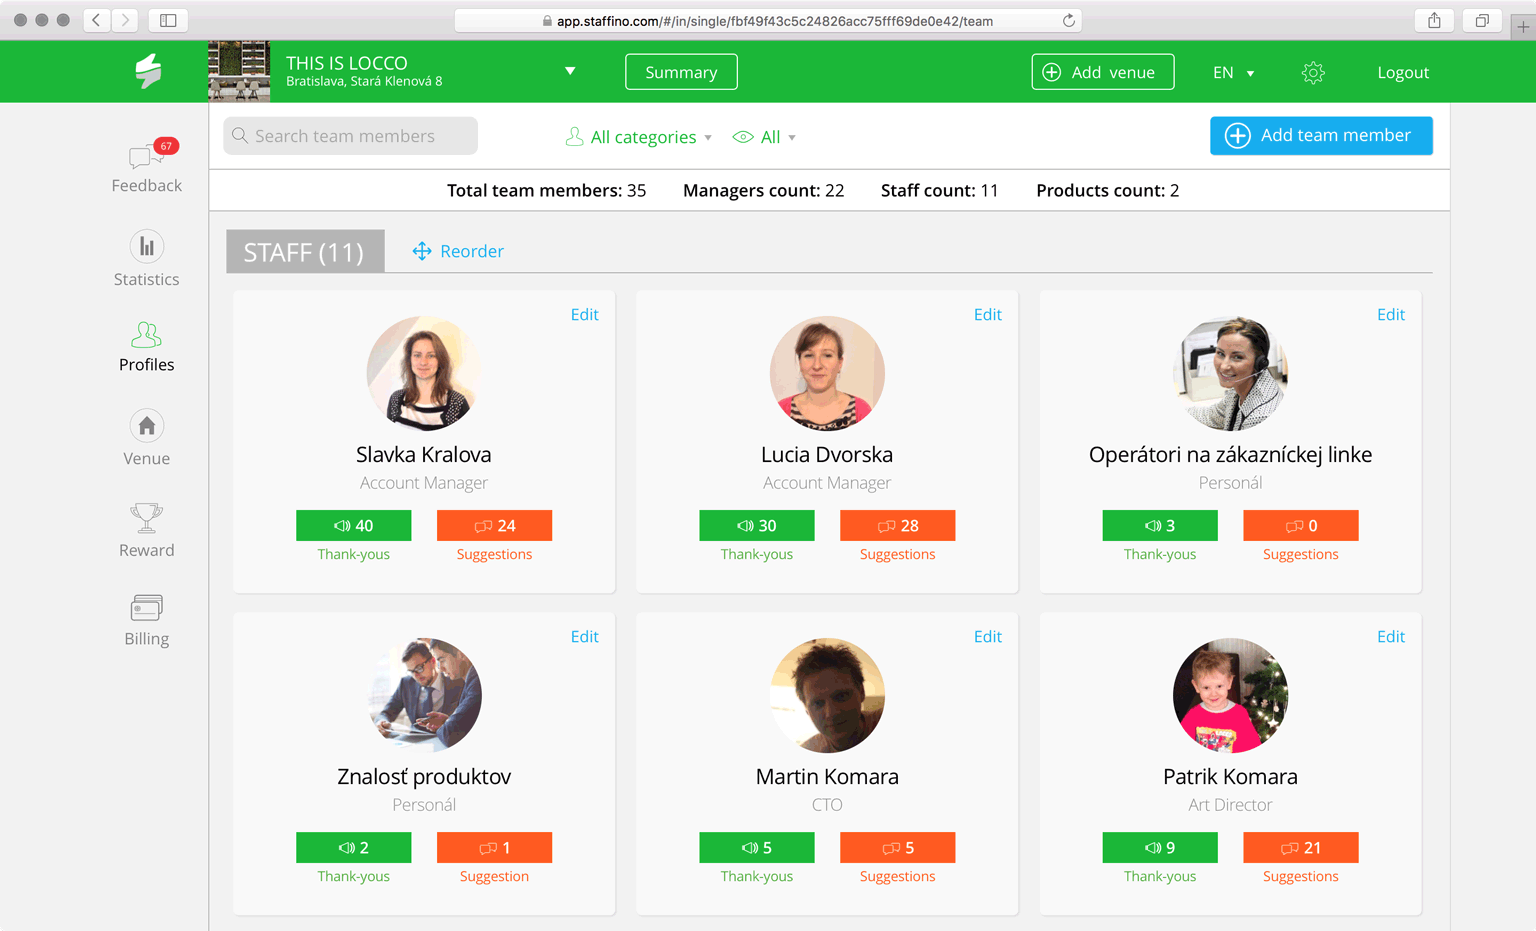 app.staffino.com/#/in/single/fbf49f43c5c24826acc75fff69de0e42/team
THIS IS LOCCO
Bratislava, Stará Klenová 8
Summary
Add venue
EN
Logout
67
Feedback
Statistics
Profiles
Venue
Reward
Billing
Search team members
All categories
All
Add team member
Total team members: 35 Managers count: 22 Staff count: 11 Products count: 2
STAFF (11)
Reorder
Edit
Slavka Kralova
Account Manager
40
Thank-yous
24
Suggestions
Edit
Lucia Dvorska
Account Manager
30
Thank-yous
28
Suggestions
Edit
Operátori na zákazníckej linke
Personál
3
Thank-yous
0
Suggestions
Edit
Znalosť produktov
Personál
2
Thank-yous
1
Suggestion
Edit
Martin Komara
CTO
5
Thank-yous
5
Suggestions
Edit
Patrik Komara
Art Director
9
Thank-yous
21
Suggestions